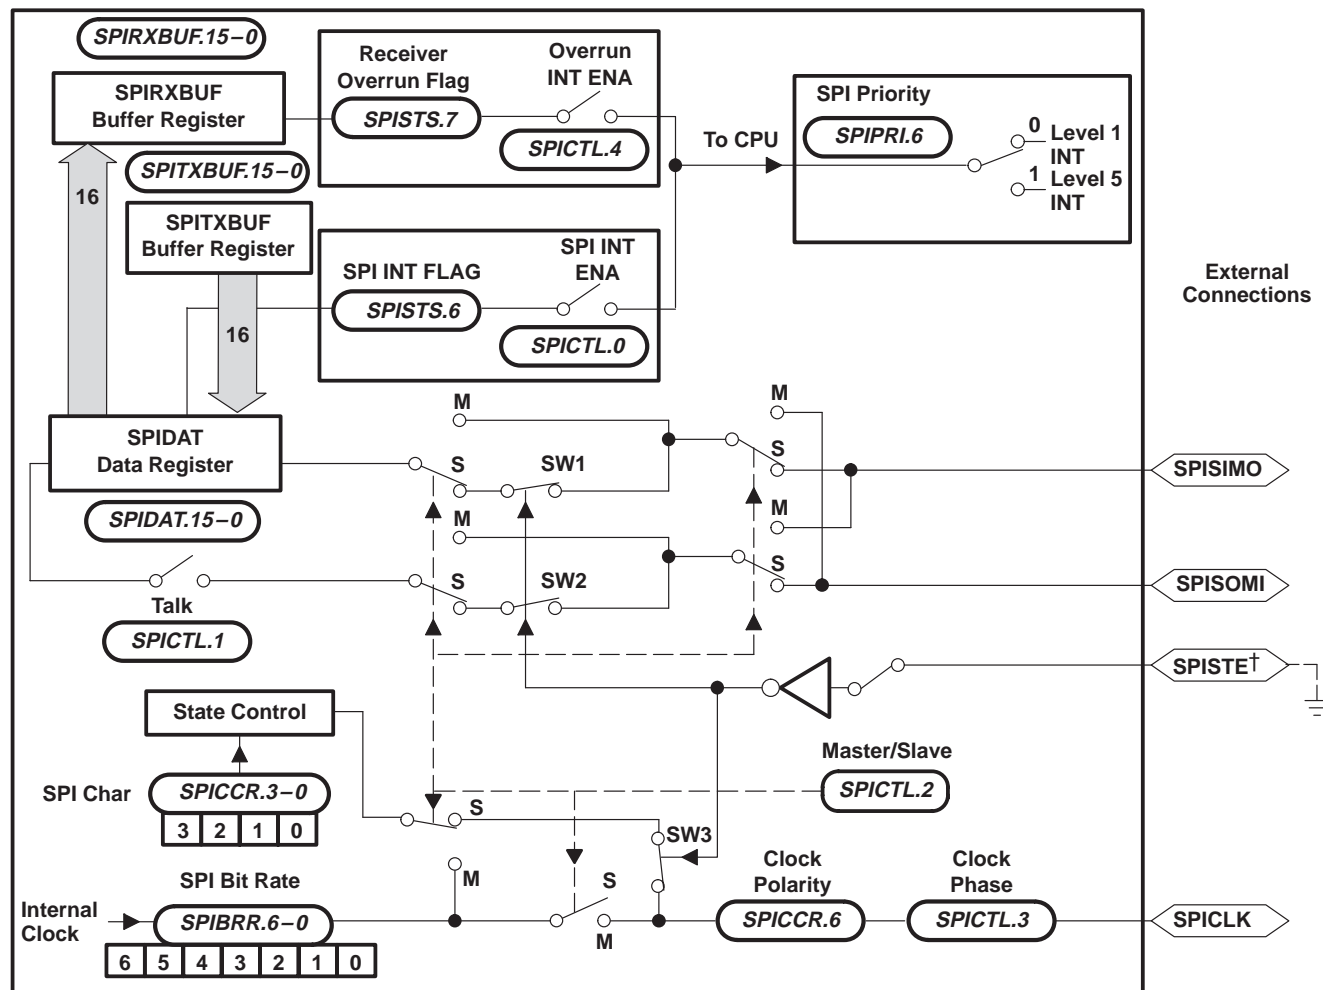 SPIRXBUF.15–0
SPIRXBUF
Buffer Register
Receiver
Overrun Flag
SPISTS.7
Overrun
INT ENA
SPICTL.4
To CPU
SPI Priority
SPIPRI.6
0
Level 1
INT
1
Level 5
INT
16
SPITXBUF.15–0
SPITXBUF
Buffer Register
16
SPI INT FLAG
SPISTS.6
SPI INT
ENA
SPICTL.0
External
Connections
SPIDAT
Data Register
SPIDAT.15–0
M
S
SW1
M
S
SPISIMO
M
S
SW2
M
S
SPISOMI
Talk
SPICTL.1
SPISTE†
State Control
SPI Char
SPICCR.3–0
3 2 1 0
Master/Slave
SPICTL.2
S
M
SW3
SPI Bit Rate
Internal
Clock
SPIBRR.6–0
6 5 4 3 2 1 0
S
M
Clock
Polarity
SPICCR.6
Clock
Phase
SPICTL.3
SPICLK